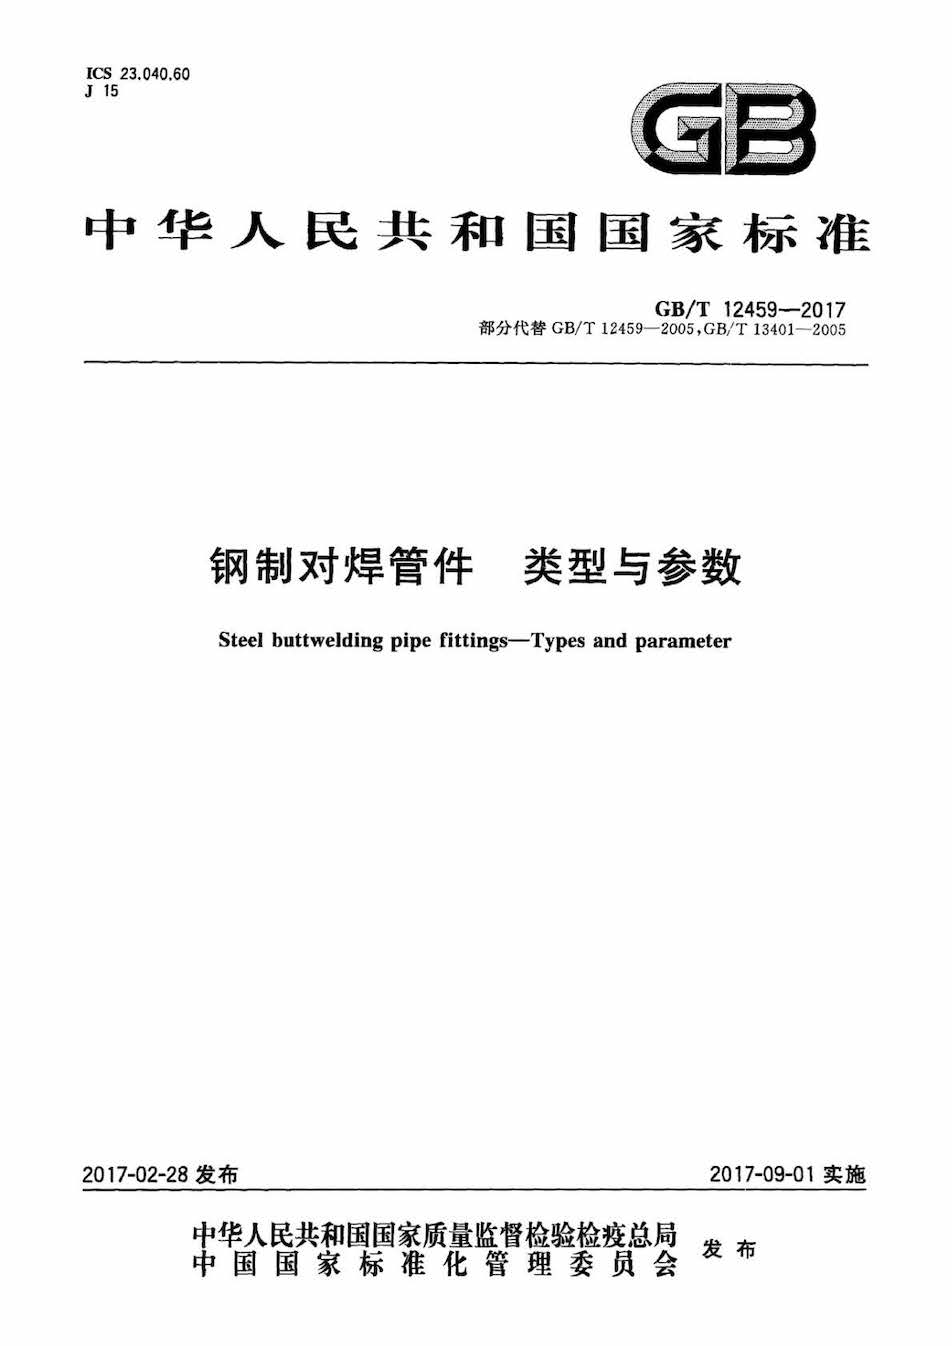 ICS 23.040.60
J 15
GB
中华人民共和国国家标准
GB/T 12459—2017
部分代替 GB/T 12459—2005,GB/T 13401—2005
钢制对焊管件 类型与参数
Steel buttwelding pipe fittings—Types and parameter
2017-02-28 发布
2017-09-01 实施
中华人民共和国国家质量监督检验检疫总局
中国国家标准化管理委员会
发布